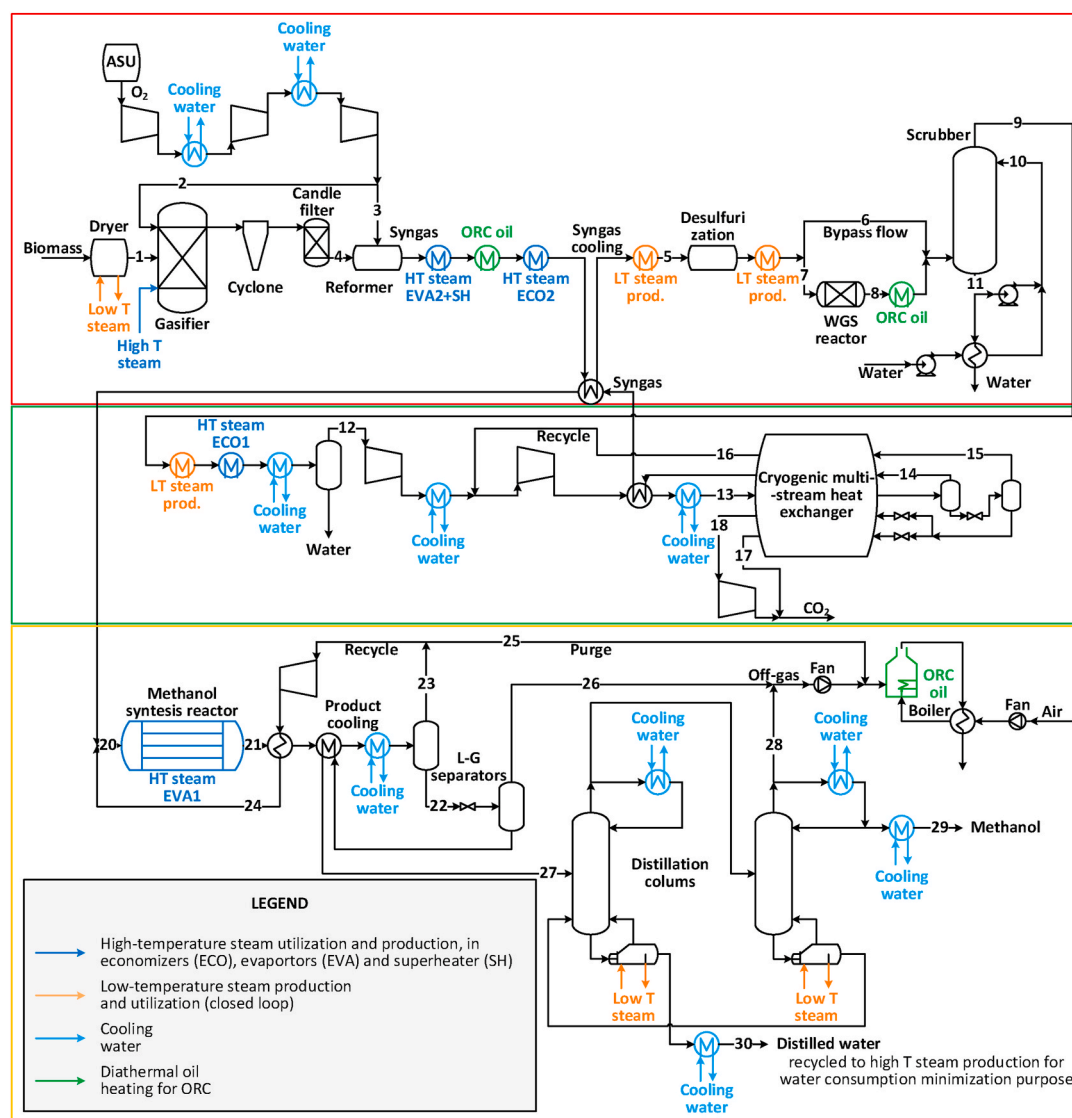 Cooling
water
ASU
O₂
Cooling
water
Scrubber
9
10
2
Candle
filter
3
Dryer
Biomass
1
4
Syngas
ORC oil
Syngas
cooling
Desulfuri
zation
6
Bypass flow
5
Cyclone
Reformer
HT steam
EVA2+SH
HT steam
ECO2
LT steam
prod.
LT steam
prod.
7
8
11
Low T
steam
Gasifier
WGS
reactor
ORC oil
High T
steam
Water
Water
Syngas
HT steam
ECO1
12
Recycle
16
15
14
Cryogenic multi-
-stream heat
exchanger
LT steam
prod.
Cooling
water
13
18
17
Water
Cooling
water
Cooling
water
CO₂
25
Recycle
Purge
23
26
Off-gas
Fan
ORC
oil
Methanol
syntesis reactor
Product
cooling
Boiler
Fan
Air
20
21
Cooling
water
28
Cooling
water
HT steam
EVA1
L-G
separators
24
Cooling
water
22
29
Methanol
27
Distillation
colums
Cooling
water
LEGEND
High-temperature steam utilization and production, in
economizers (ECO), evaportors (EVA) and superheater (SH)
Low-temperature steam production
and utilization (closed loop)
Cooling
water
Diathermal oil
heating for ORC
Low T
steam
Low T
steam
30
Distilled water
recycled to high T steam production for
water consumption minimization purpose
Cooling
water